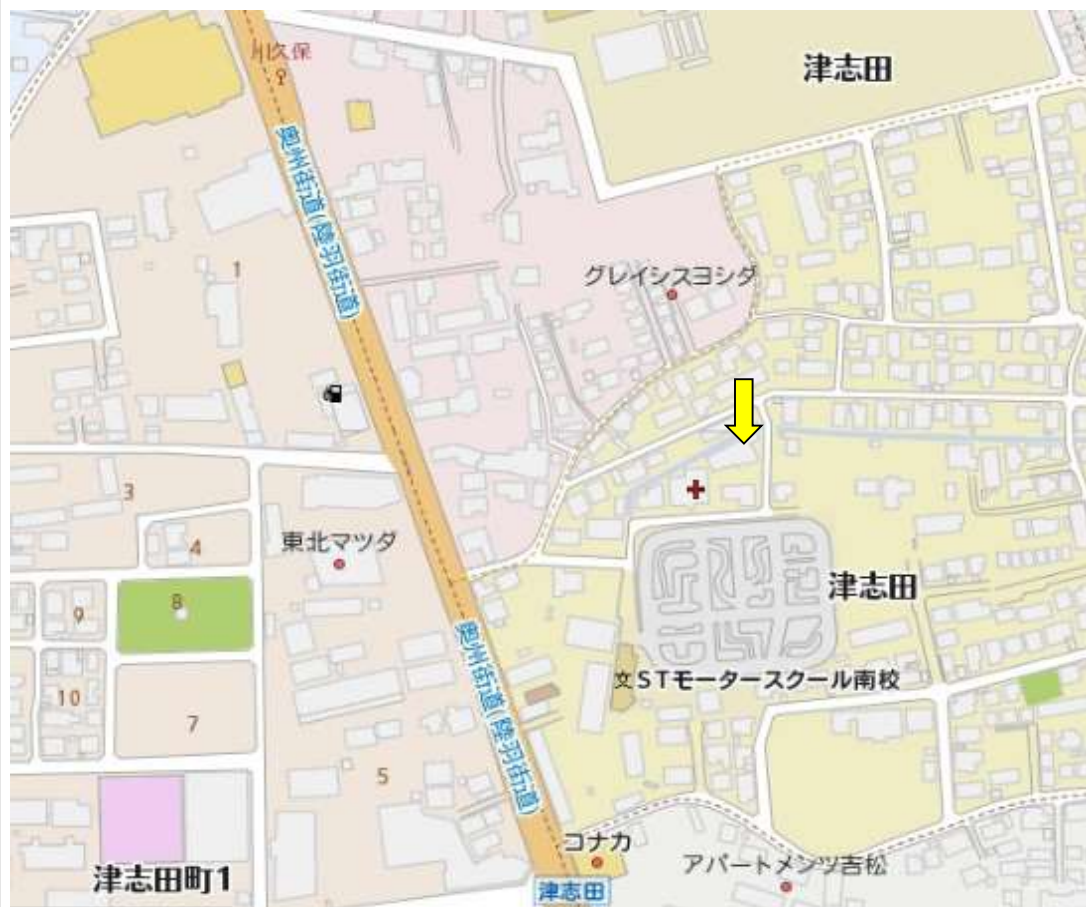 川久保
津志田
奥州街道(陸羽街道)
グレイシスヨシダ
1
3
東北マツダ
4
8
9
津志田
10
奥州街道(陸羽街道)
文STモータースクール南校
7
5
コナカ
アパートメンツ吉松
津志田町1
津志田